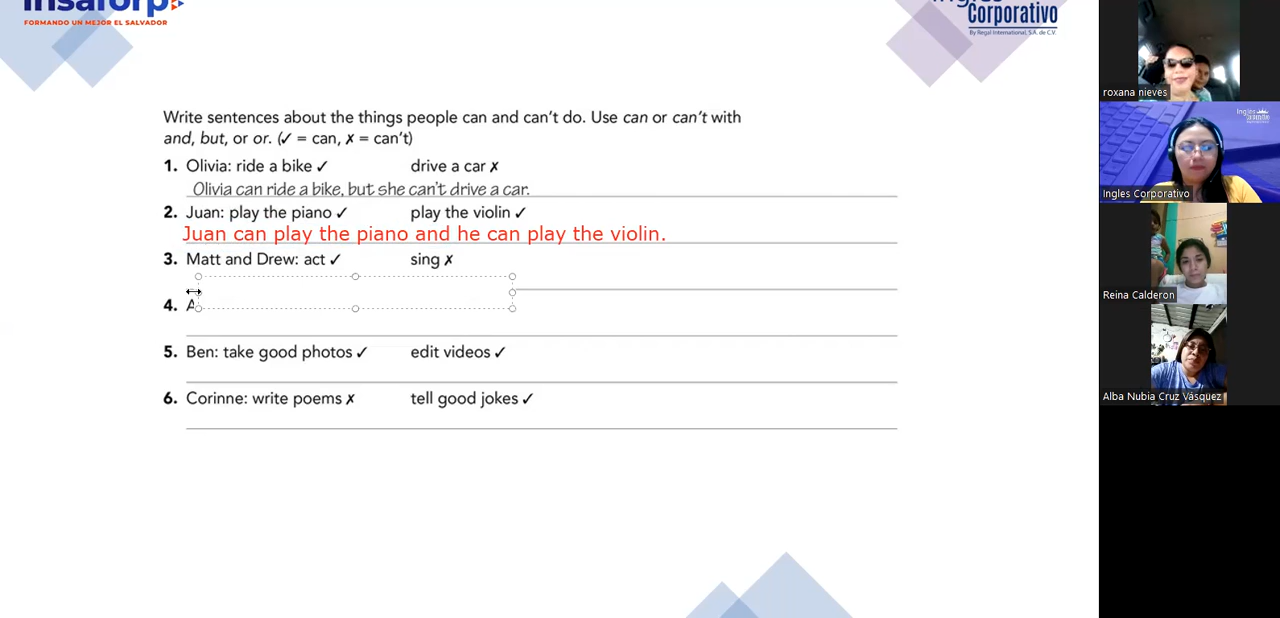 insaforp
FORMANDO UN MEJOR EL SALVADOR
Inglés
Corporativo
By Regal International, S.A. de C.V.
Write sentences about the things people can and can't do. Use can or can't with
and, but, or or. (✓ = can, ✗ = can't)
1. Olivia: ride a bike ✓ drive a car ✗
Olivia can ride a bike, but she can't drive a car.
2. Juan: play the piano ✓ play the violin ✓
Juan can play the piano and he can play the violin.
3. Matt and Drew: act ✓ sing ✗
4. A
5. Ben: take good photos ✓ edit videos ✓
6. Corinne: write poems ✗ tell good jokes ✓
roxana nieves
Ingles Corporativo
Reina Calderon
Alba Nubia Cruz Vásquez